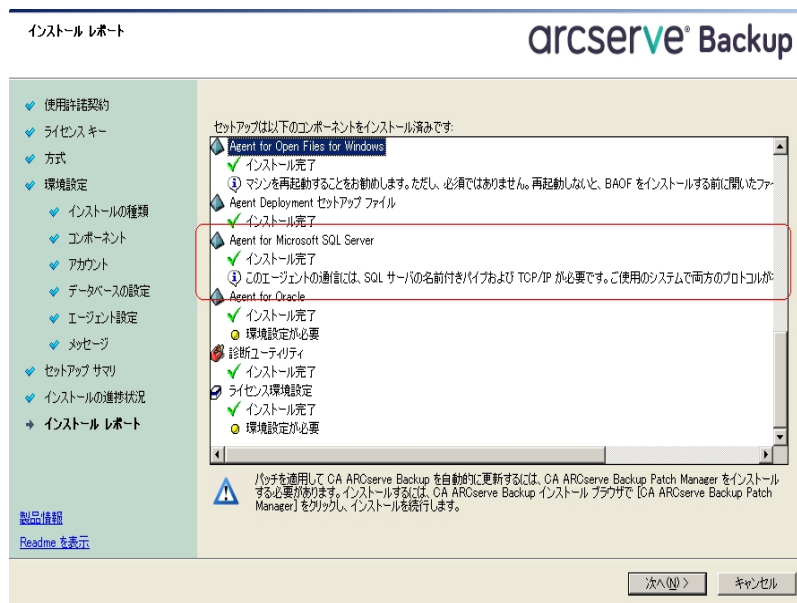 インストール レポート
arcserve® Backup
使用許諾契約
ライセンス キー
方式
環境設定
インストールの種類
コンポーネント
アカウント
データベースの設定
エージェント設定
メッセージ
セットアップ サマリ
インストールの進捗状況
インストール レポート
製品情報
Readme を表示
セットアップは以下のコンポーネントをインストール済みです:
Agent for Open Files for Windows
インストール完了
マシンを再起動することをお勧めします。ただし、必須ではありません。再起動しないと、BAOF をインストールする前に開いたファ
Agent Deployment セットアップ ファイル
インストール完了
Agent for Microsoft SQL Server
インストール完了
このエージェントの通信には、SQL サーバの名前付きパイプおよび TCP/IP が必要です。ご使用のシステムで両方のプロトコルが
Agent for Oracle
インストール完了
環境設定が必要
診断ユーティリティ
インストール完了
ライセンス環境設定
インストール完了
環境設定が必要
パッチを適用して CA ARCserve Backup を自動的に更新するには、CA ARCserve Backup Patch Manager をインストール
する必要があります。インストールするには、CA ARCserve Backup インストール ブラウザで [CA ARCserve Backup Patch
Manager] をクリックし、インストールを続行します。
次へ(N) >
キャンセル